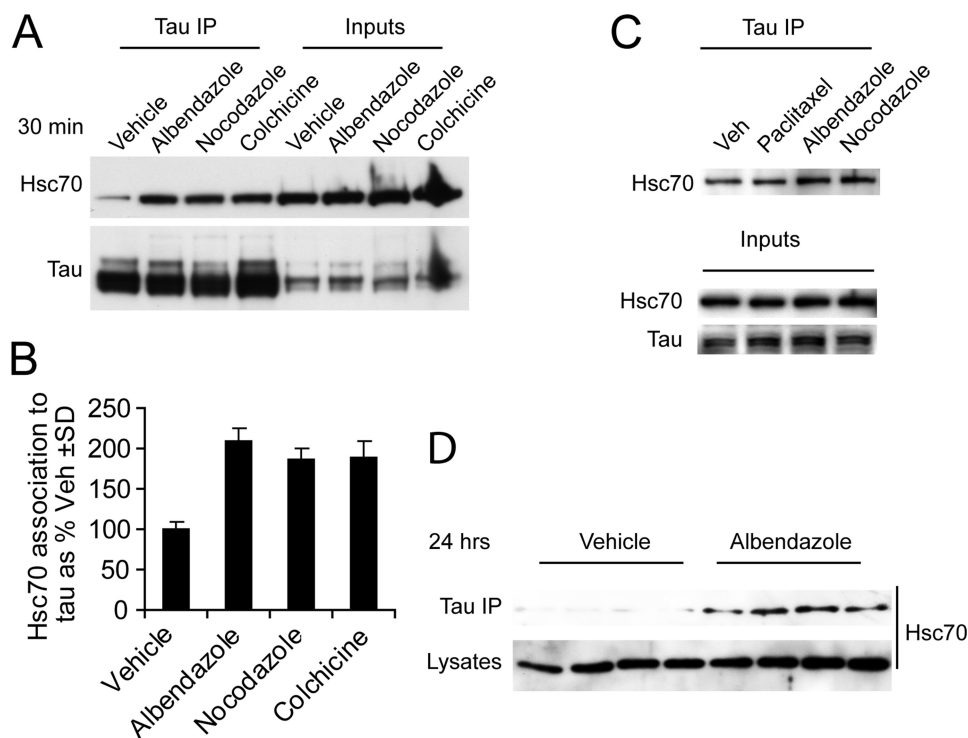 A
Tau IP Inputs
30 min Vehicle Albendazole Nocodazole Colchicine Vehicle Albendazole Nocodazole Colchicine
Hsc70
Tau
B
Hsc70 association to
tau as % Veh ±SD
250
200
150
100
50
0
Vehicle Albendazole Nocodazole Colchicine
C
Tau IP
Veh Paclitaxel Albendazole Nocodazole
Hsc70
Inputs
Hsc70
Tau
D
24 hrs Vehicle Albendazole
Tau IP
Hsc70
Lysates